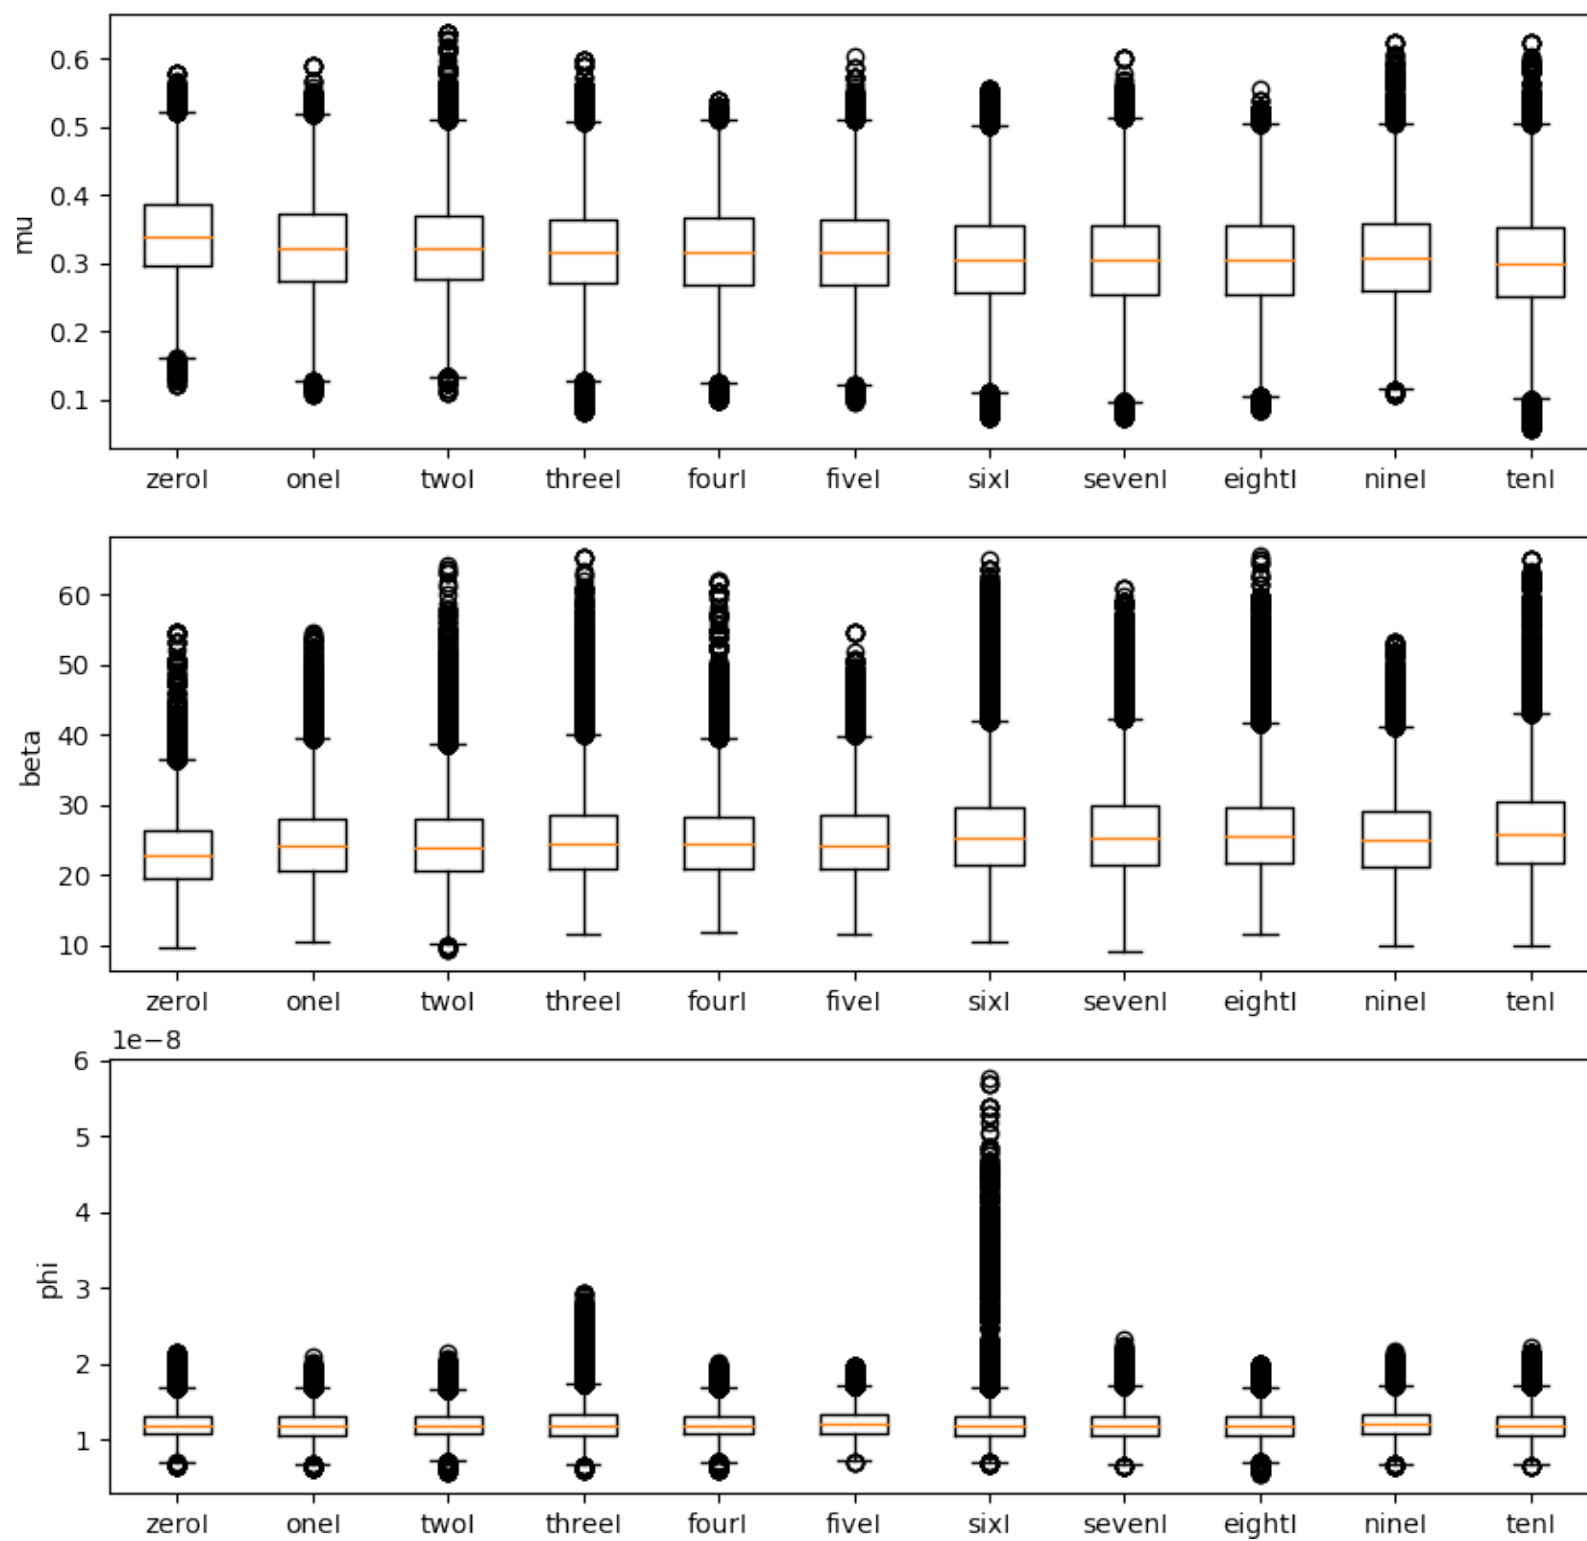 0.6
0.5
0.4
0.3
0.2
0.1
mu
zeroI oneI twoI threeI fourI fiveI sixI sevenI eightI nineI tenI
60
50
40
30
20
10
beta
zeroI oneI twoI threeI fourI fiveI sixI sevenI eightI nineI tenI
1e−8
6
5
4
3
2
1
phi
zeroI oneI twoI threeI fourI fiveI sixI sevenI eightI nineI tenI